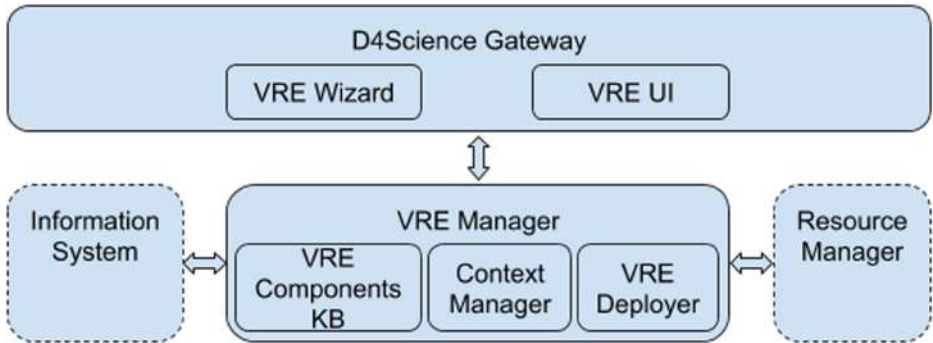 D4Science Gateway
VRE Wizard
VRE UI
Information
System
VRE Manager
VRE
Components
KB
Context
Manager
VRE
Deployer
Resource
Manager